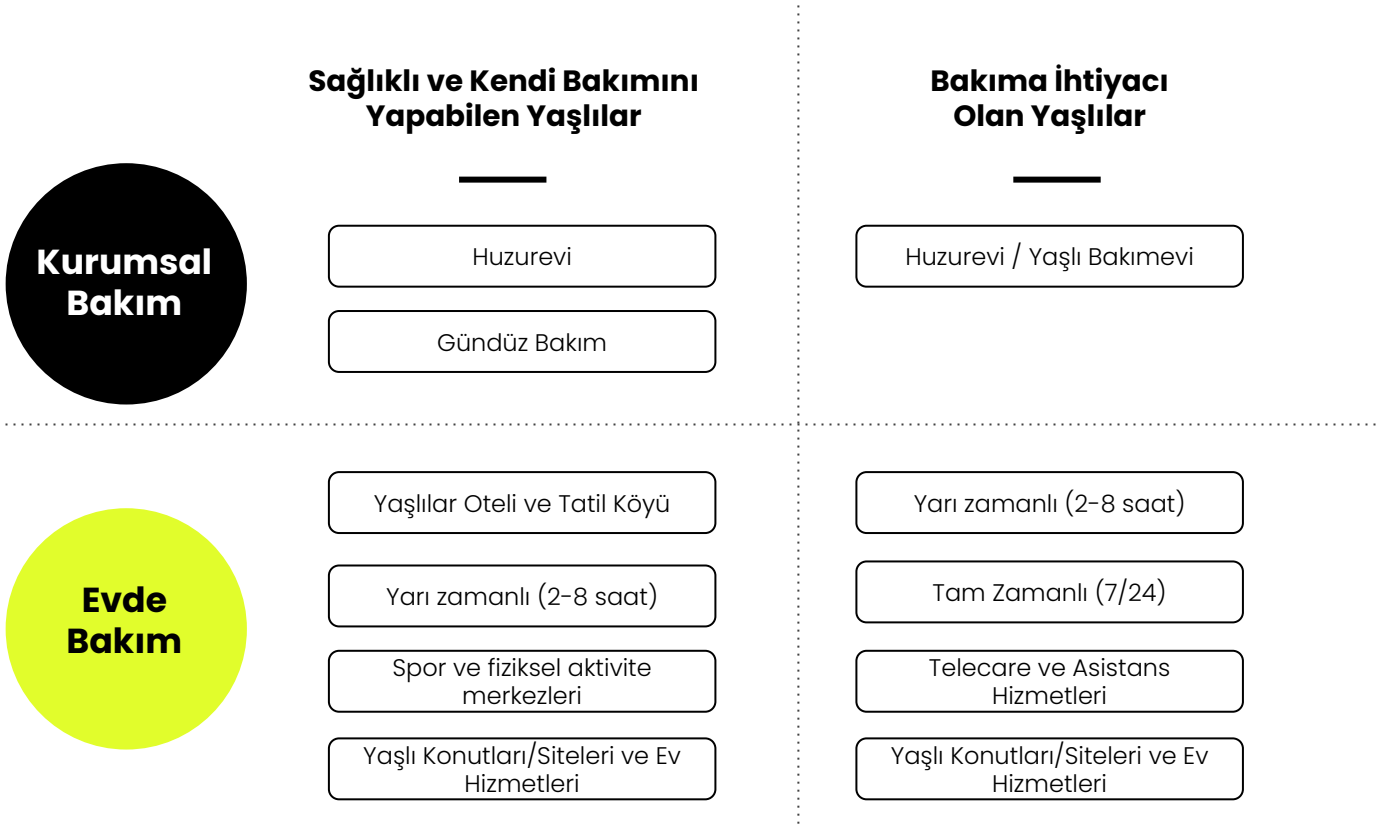 Sağlıklı ve Kendi Bakımını
Yapabilen Yaşlılar
Bakıma İhtiyacı
Olan Yaşlılar
Kurumsal
Bakım
Huzurevi
Gündüz Bakım
Huzurevi / Yaşlı Bakımevi
Evde
Bakım
Yaşlılar Oteli ve Tatil Köyü
Yarı zamanlı (2-8 saat)
Spor ve fiziksel aktivite
merkezleri
Yaşlı Konutları/Siteleri ve Ev
Hizmetleri
Yarı zamanlı (2-8 saat)
Tam Zamanlı (7/24)
Telecare ve Asistans
Hizmetleri
Yaşlı Konutları/Siteleri ve Ev
Hizmetleri